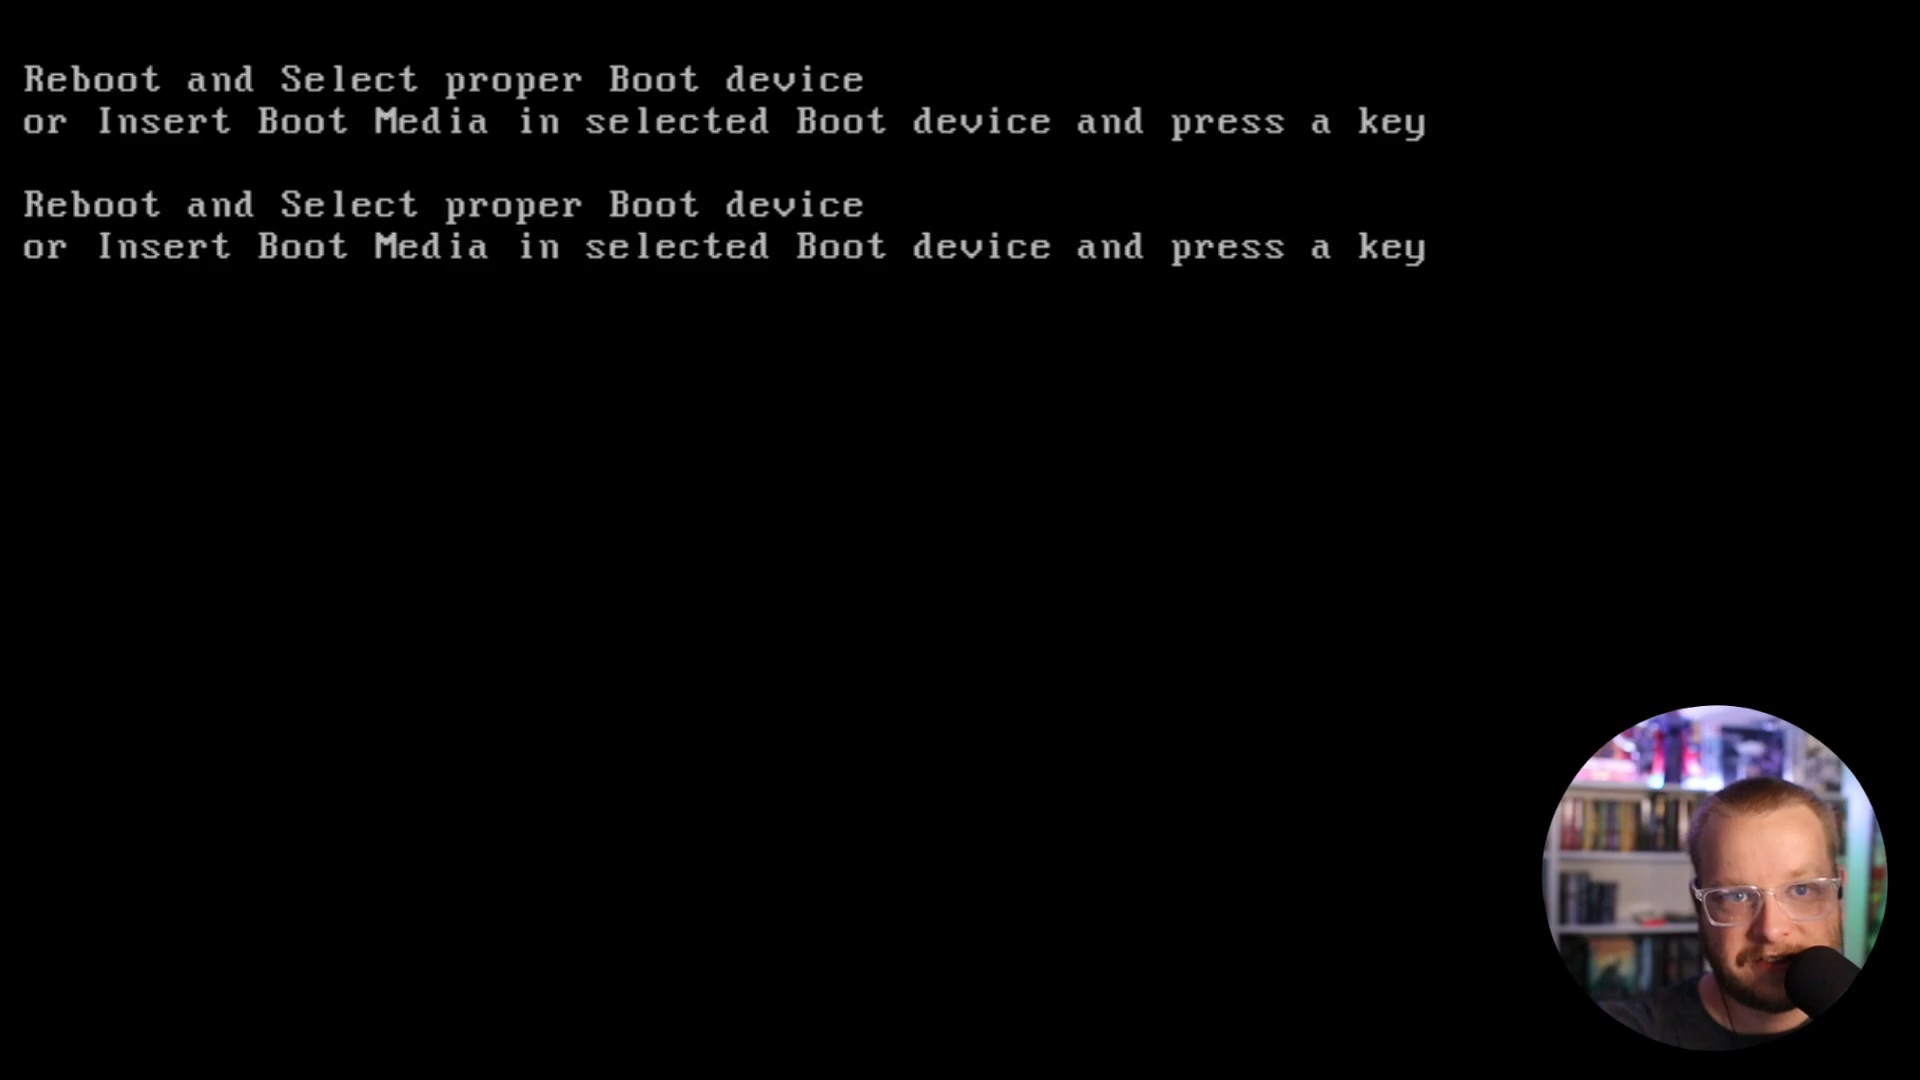 Reboot and Select proper Boot device
or Insert Boot Media in selected Boot device and press a key
Reboot and Select proper Boot device
or Insert Boot Media in selected Boot device and press a key